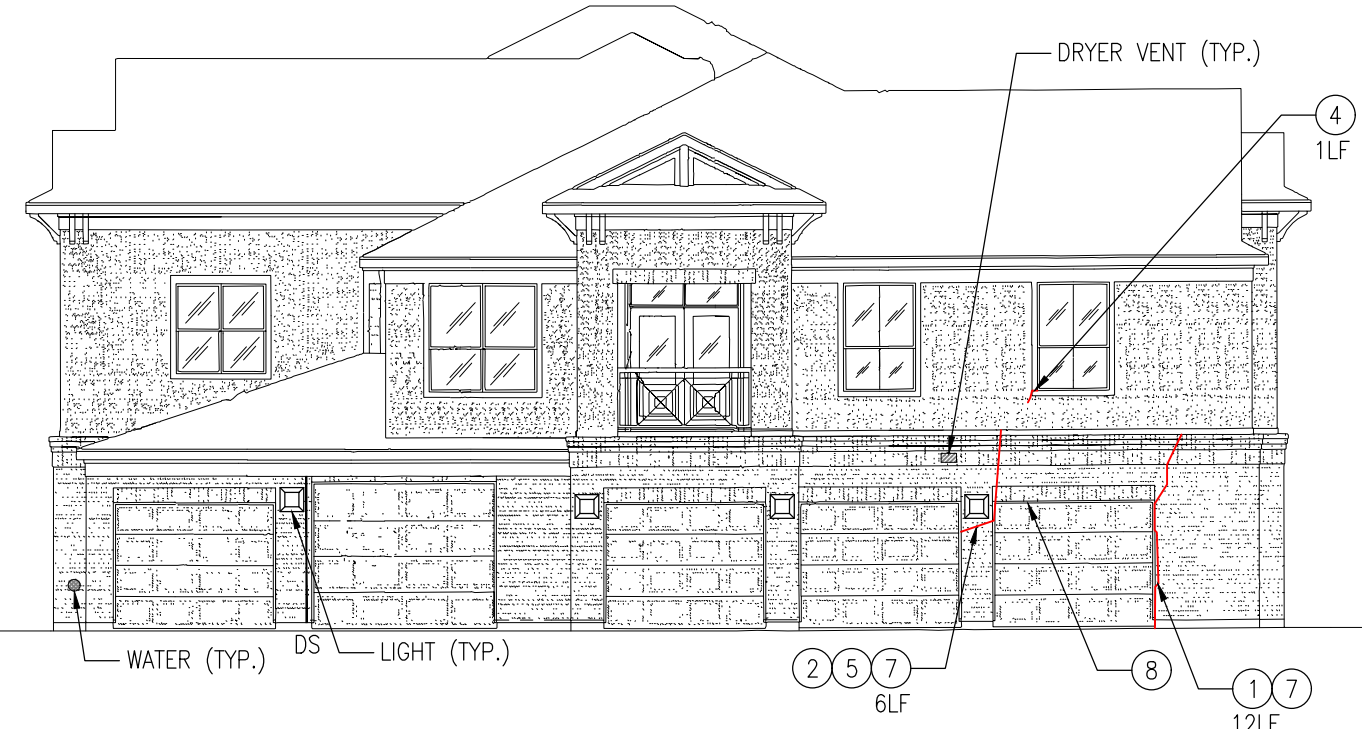 DRYER VENT (TYP.)
4
1LF
WATER (TYP.)
DS
LIGHT (TYP.)
2 5 7
6LF
8
1 7
12LF